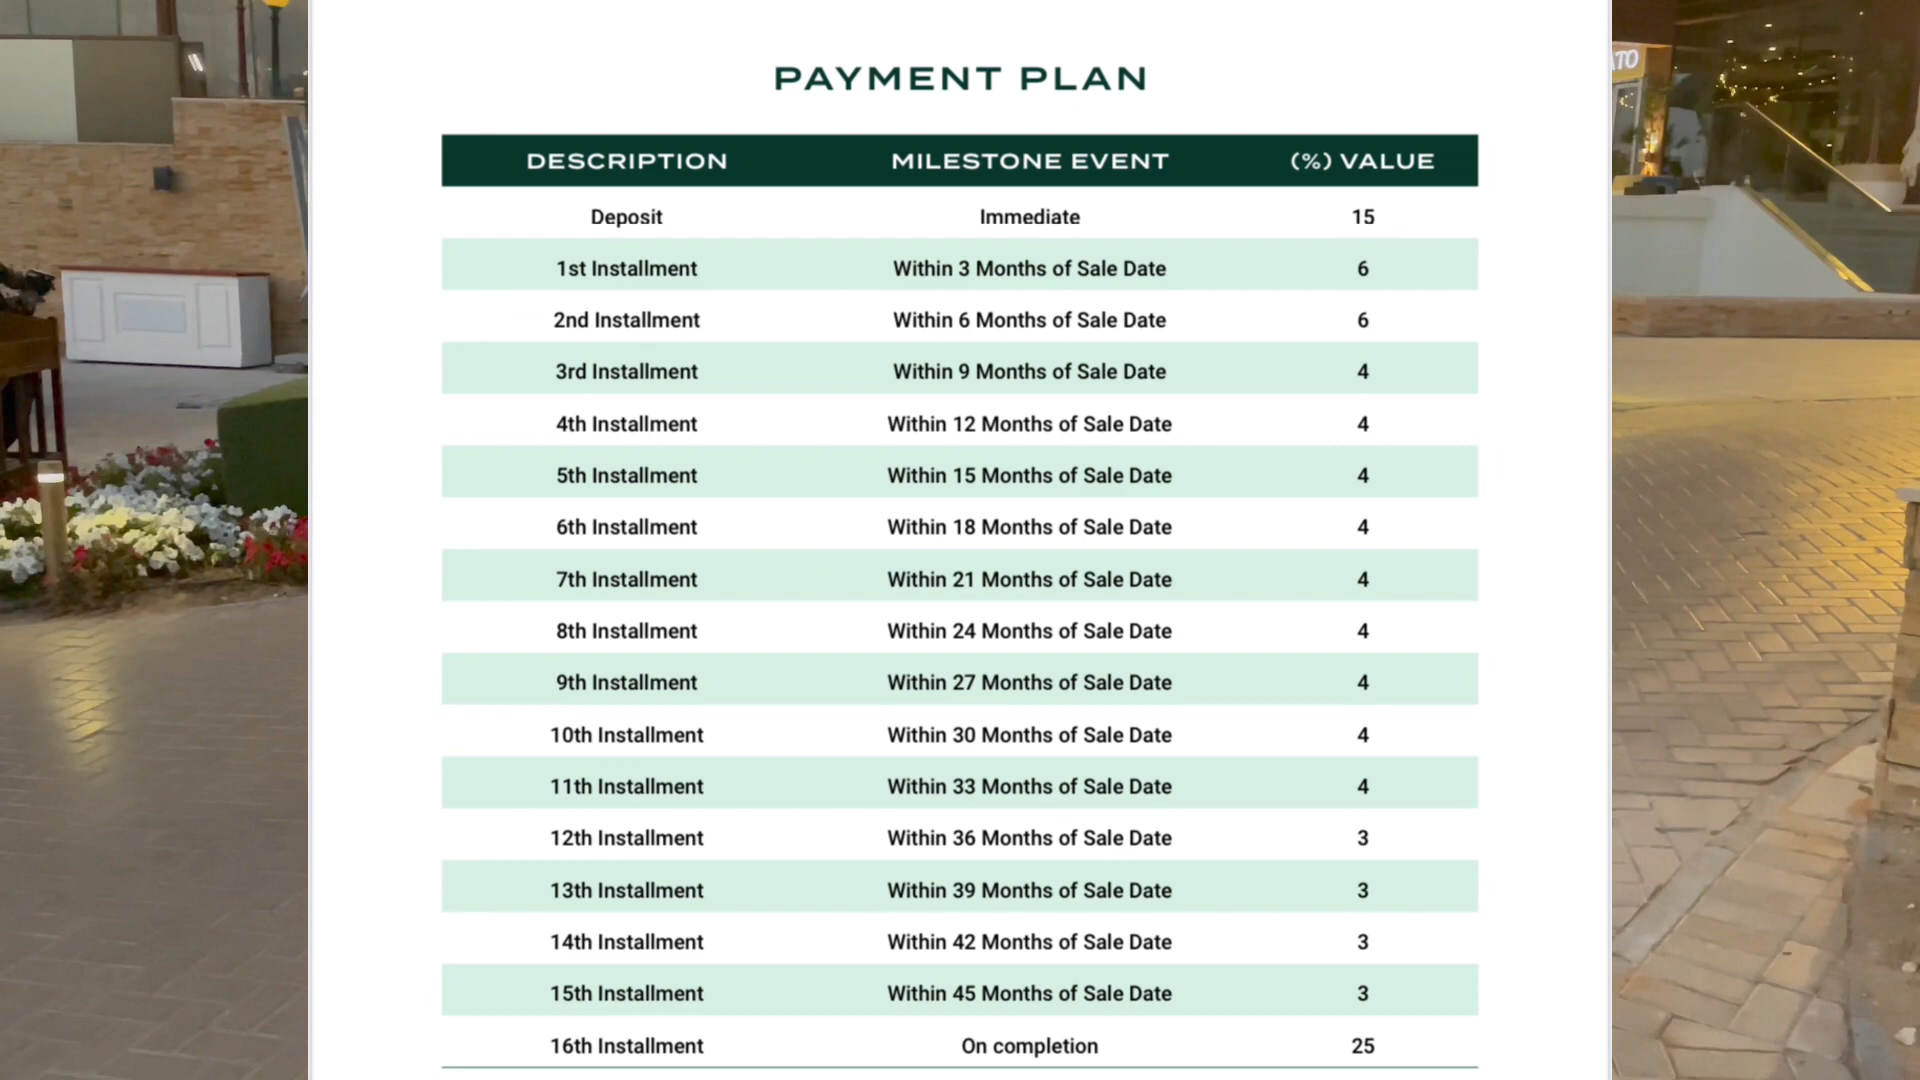 PAYMENT PLAN
DESCRIPTION MILESTONE EVENT (%) VALUE
Deposit Immediate 15
1st Installment Within 3 Months of Sale Date 6
2nd Installment Within 6 Months of Sale Date 6
3rd Installment Within 9 Months of Sale Date 4
4th Installment Within 12 Months of Sale Date 4
5th Installment Within 15 Months of Sale Date 4
6th Installment Within 18 Months of Sale Date 4
7th Installment Within 21 Months of Sale Date 4
8th Installment Within 24 Months of Sale Date 4
9th Installment Within 27 Months of Sale Date 4
10th Installment Within 30 Months of Sale Date 4
11th Installment Within 33 Months of Sale Date 4
12th Installment Within 36 Months of Sale Date 3
13th Installment Within 39 Months of Sale Date 3
14th Installment Within 42 Months of Sale Date 3
15th Installment Within 45 Months of Sale Date 3
16th Installment On completion 25